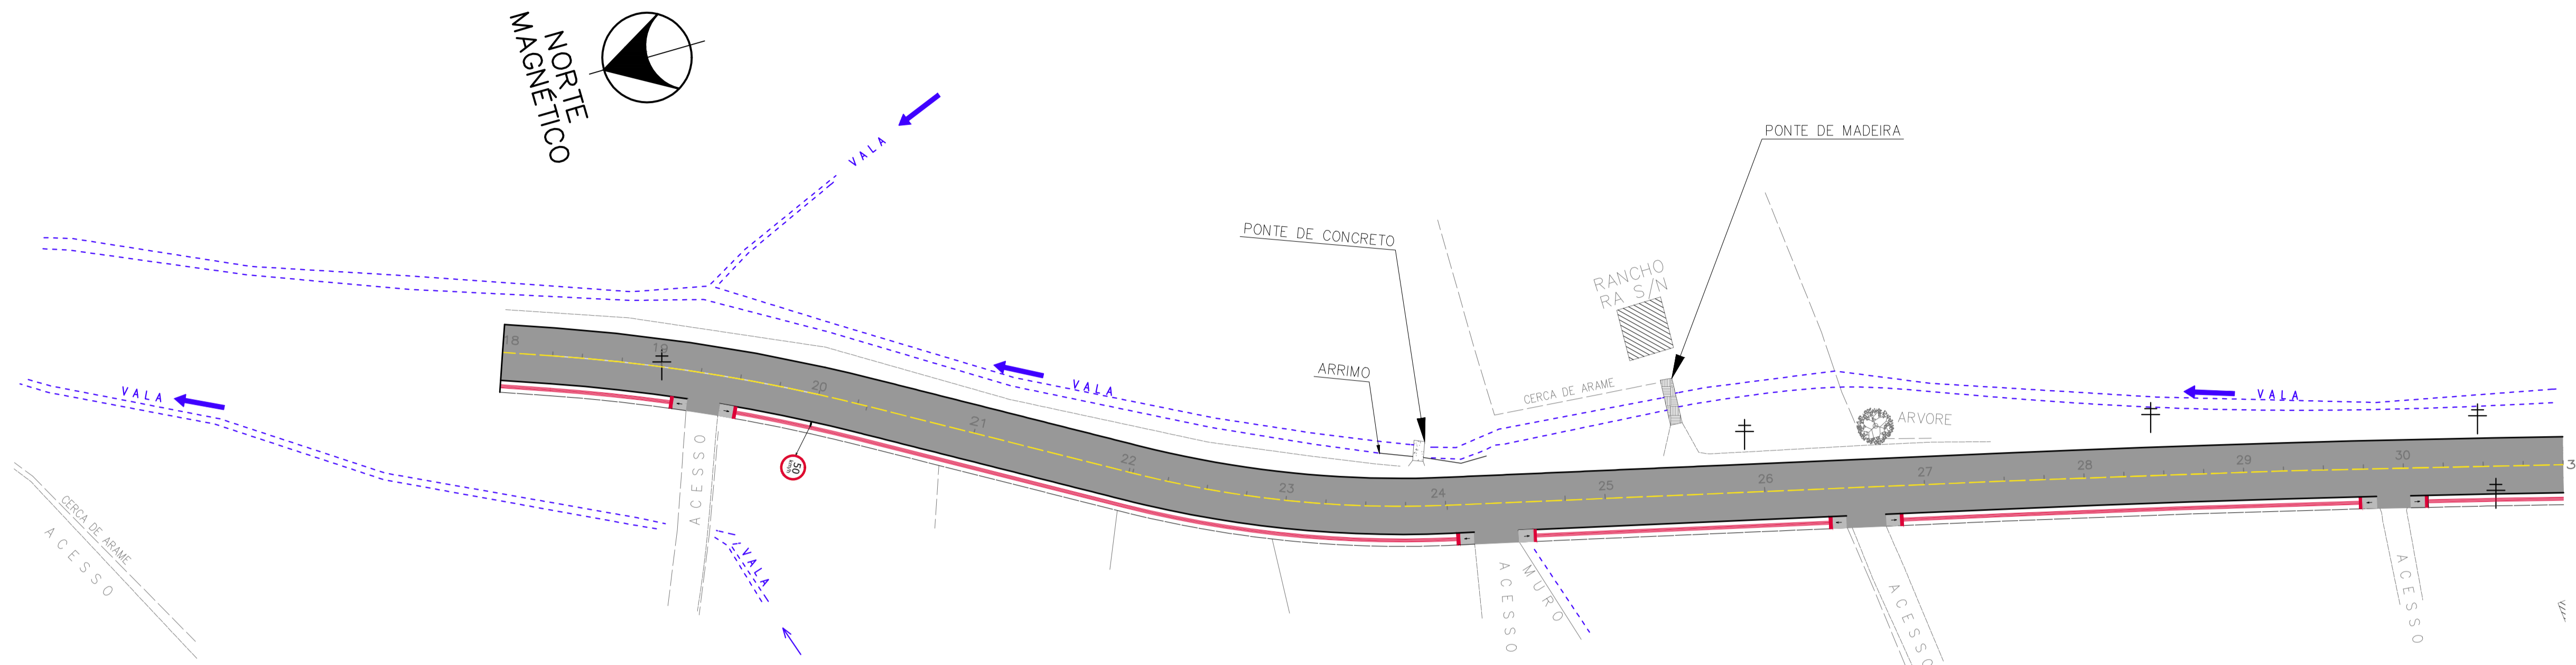 NORTE
MAGNÉTICO
VALA
PONTE DE MADEIRA
PONTE DE CONCRETO
RANCHO
RA S/N
ARRIMO
CERCA DE ARAME
ARVORE
VALA
VALA
VALA
18
19
20
21
22
23
24
25
26
27
28
29
30
3
50
ACESSO
ACESSO
MURO
ACESSO
ACESSO
VALA
CERCA DE ARAME
ACESSO